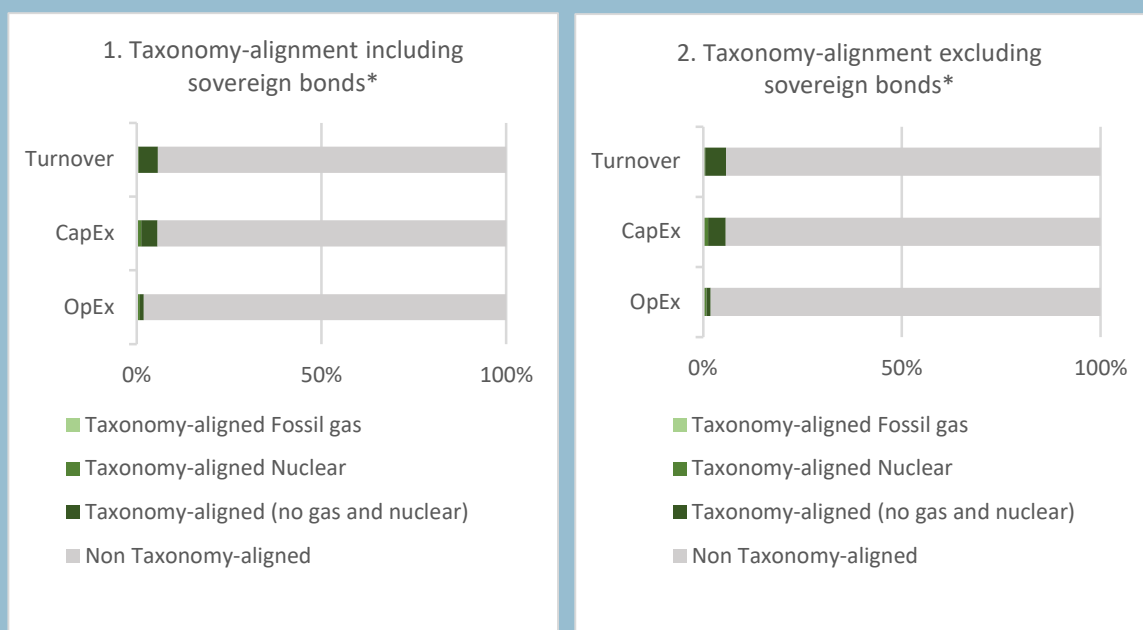 1. Taxonomy-alignment including
sovereign bonds*
Turnover
CapEx
OpEx
0%
50%
100%
Taxonomy-aligned Fossil gas
Taxonomy-aligned Nuclear
Taxonomy-aligned (no gas and nuclear)
Non Taxonomy-aligned
2. Taxonomy-alignment excluding
sovereign bonds*
Turnover
CapEx
OpEx
0%
50%
100%
Taxonomy-aligned Fossil gas
Taxonomy-aligned Nuclear
Taxonomy-aligned (no gas and nuclear)
Non Taxonomy-aligned